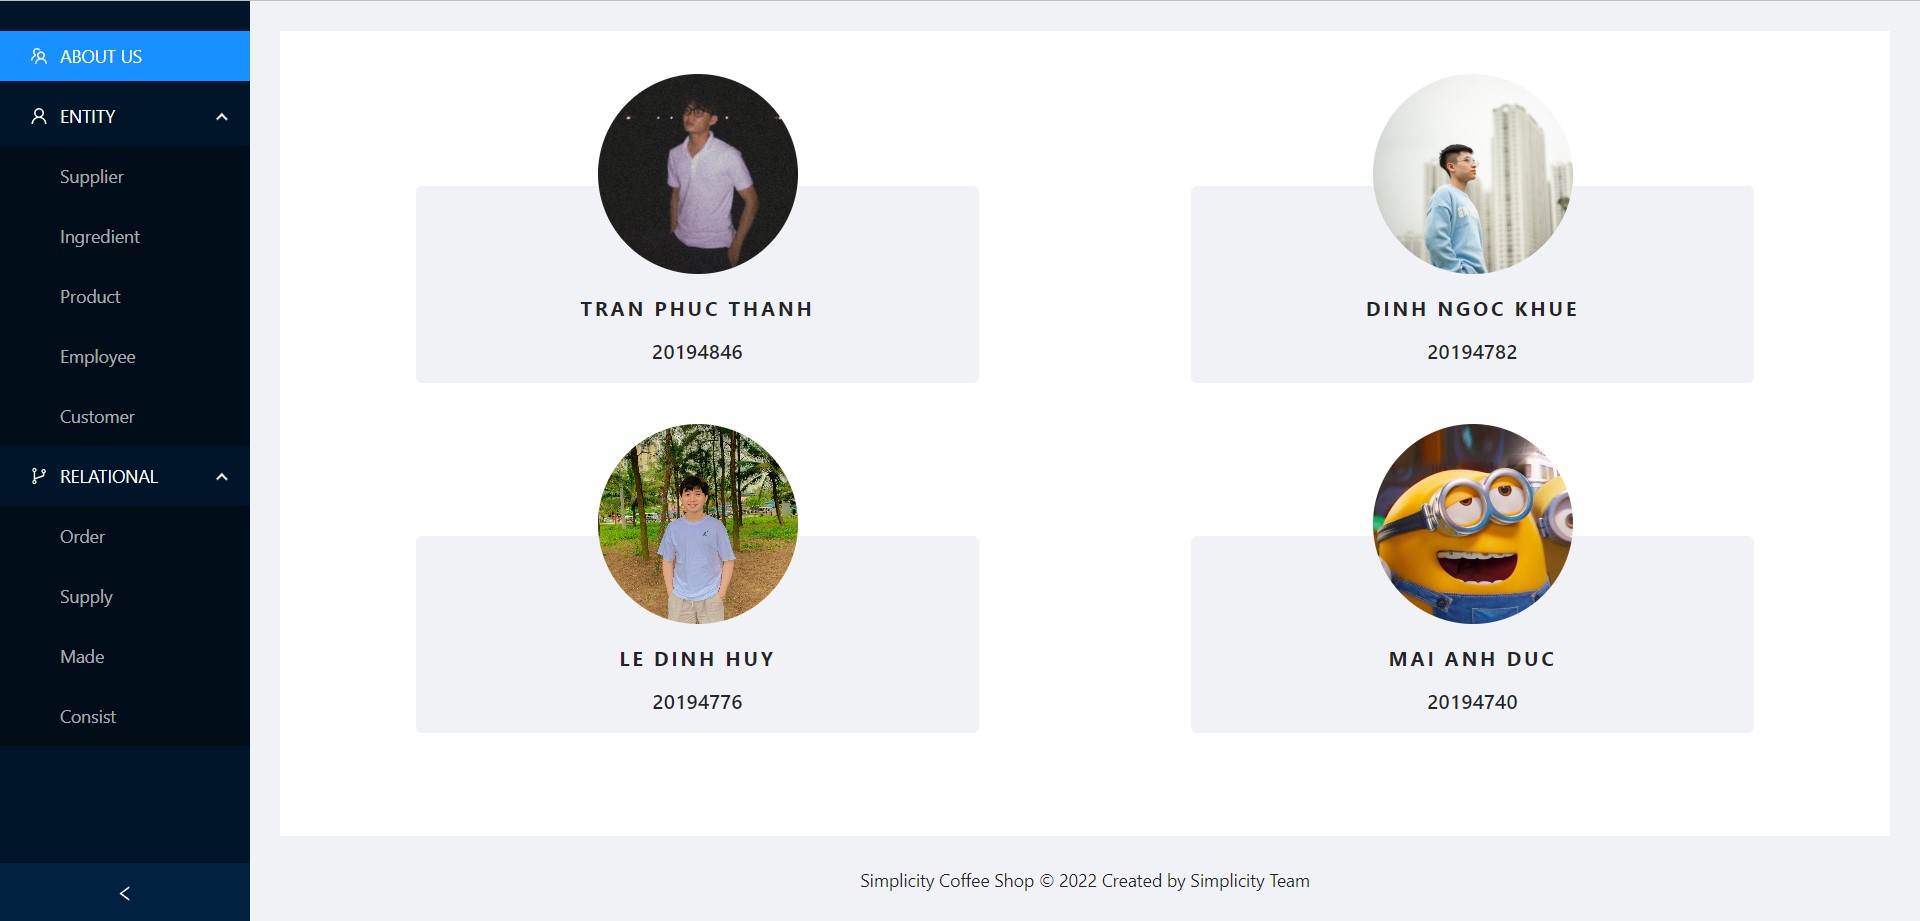 ABOUT US
ENTITY
Supplier
Ingredient
Product
Employee
Customer
RELATIONAL
Order
Supply
Made
Consist
TRAN PHUC THANH
20194846
DINH NGOC KHUE
20194782
LE DINH HUY
20194776
MAI ANH DUC
20194740
Simplicity Coffee Shop © 2022 Created by Simplicity Team